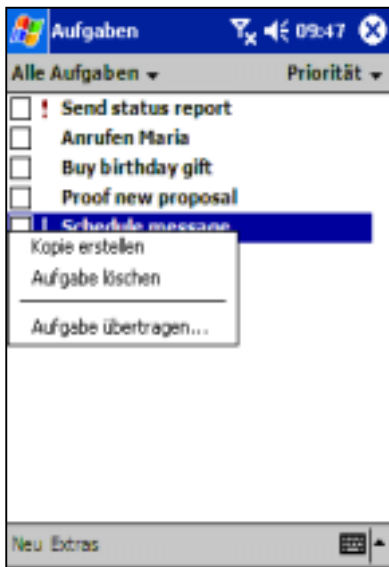 Aufgaben 09:47
Alle Aufgaben Priorität
! Send status report
Anrufen Maria
Buy birthday gift
Proof new proposal
Schedule message
Kopie erstellen
Aufgabe löschen
Aufgabe übertragen...
Neu Extras